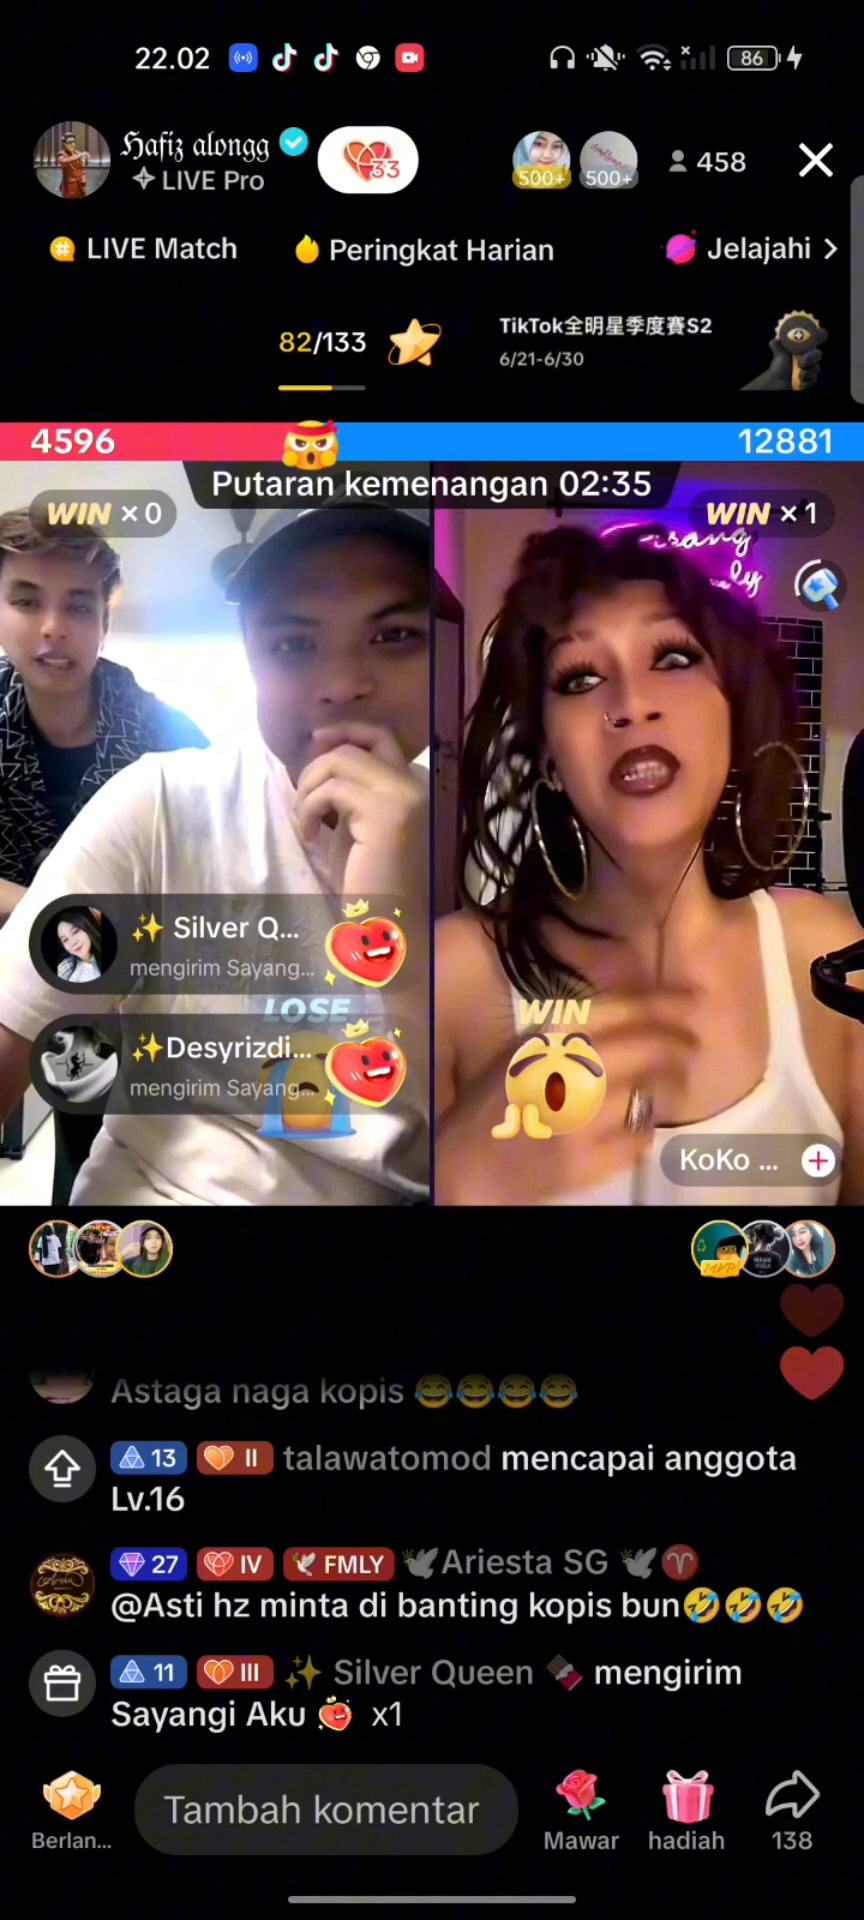 22.02
86
Hafiz alongg
LIVE Pro
33
500+
500+
458
LIVE Match
Peringkat Harian
Jelajahi
82/133
TikTok全明星季度賽S2
6/21-6/30
4596
12881
Putaran kemenangan 02:35
WIN × 0
WIN × 1
Silver Q...
mengirim Sayang...
LOSE
WIN
Desyrizdi...
mengirim Sayang...
KoKo ...
MVP
Astaga naga kopis 😂😂😂😂
13 II talawatomod mencapai anggota
Lv.16
27 IV FMLY 🕊️Ariesta SG 🕊️♈
@Asti hz minta di banting kopis bun🤣🤣🤣
11 III ✨ Silver Queen 🍫 mengirim
Sayangi Aku x1
Berlan...
Tambah komentar
Mawar
hadiah
138